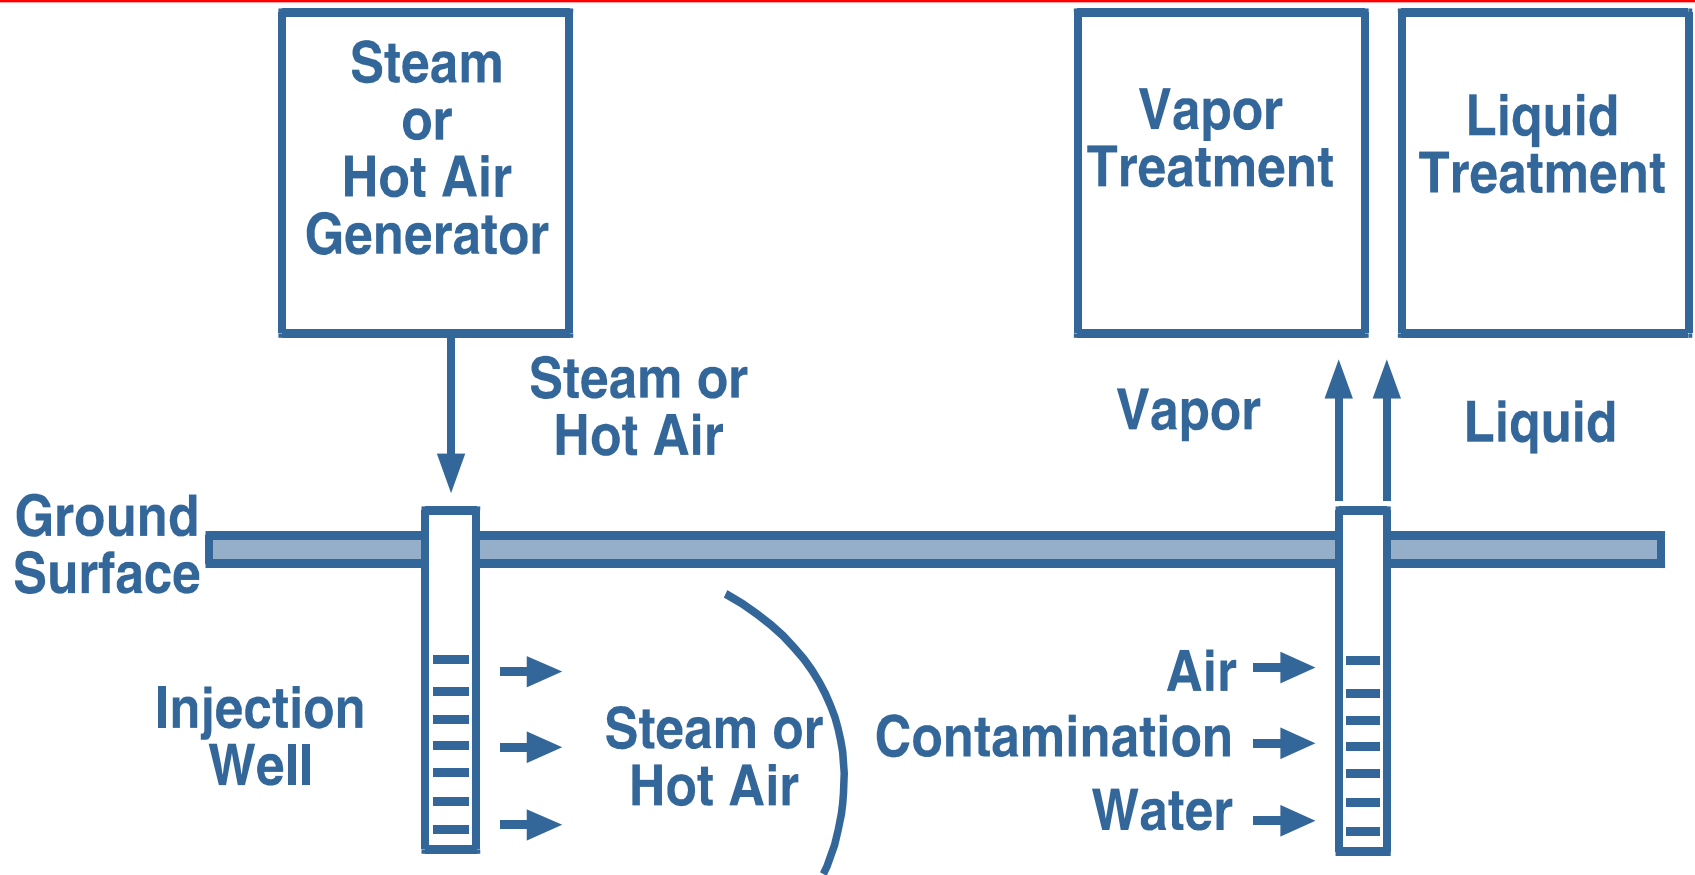 Steam
or
Hot Air
Generator
Vapor
Treatment
Liquid
Treatment
Steam or
Hot Air
Vapor
Liquid
Ground
Surface
Injection
Well
Steam or
Hot Air
Air
Contamination
Water